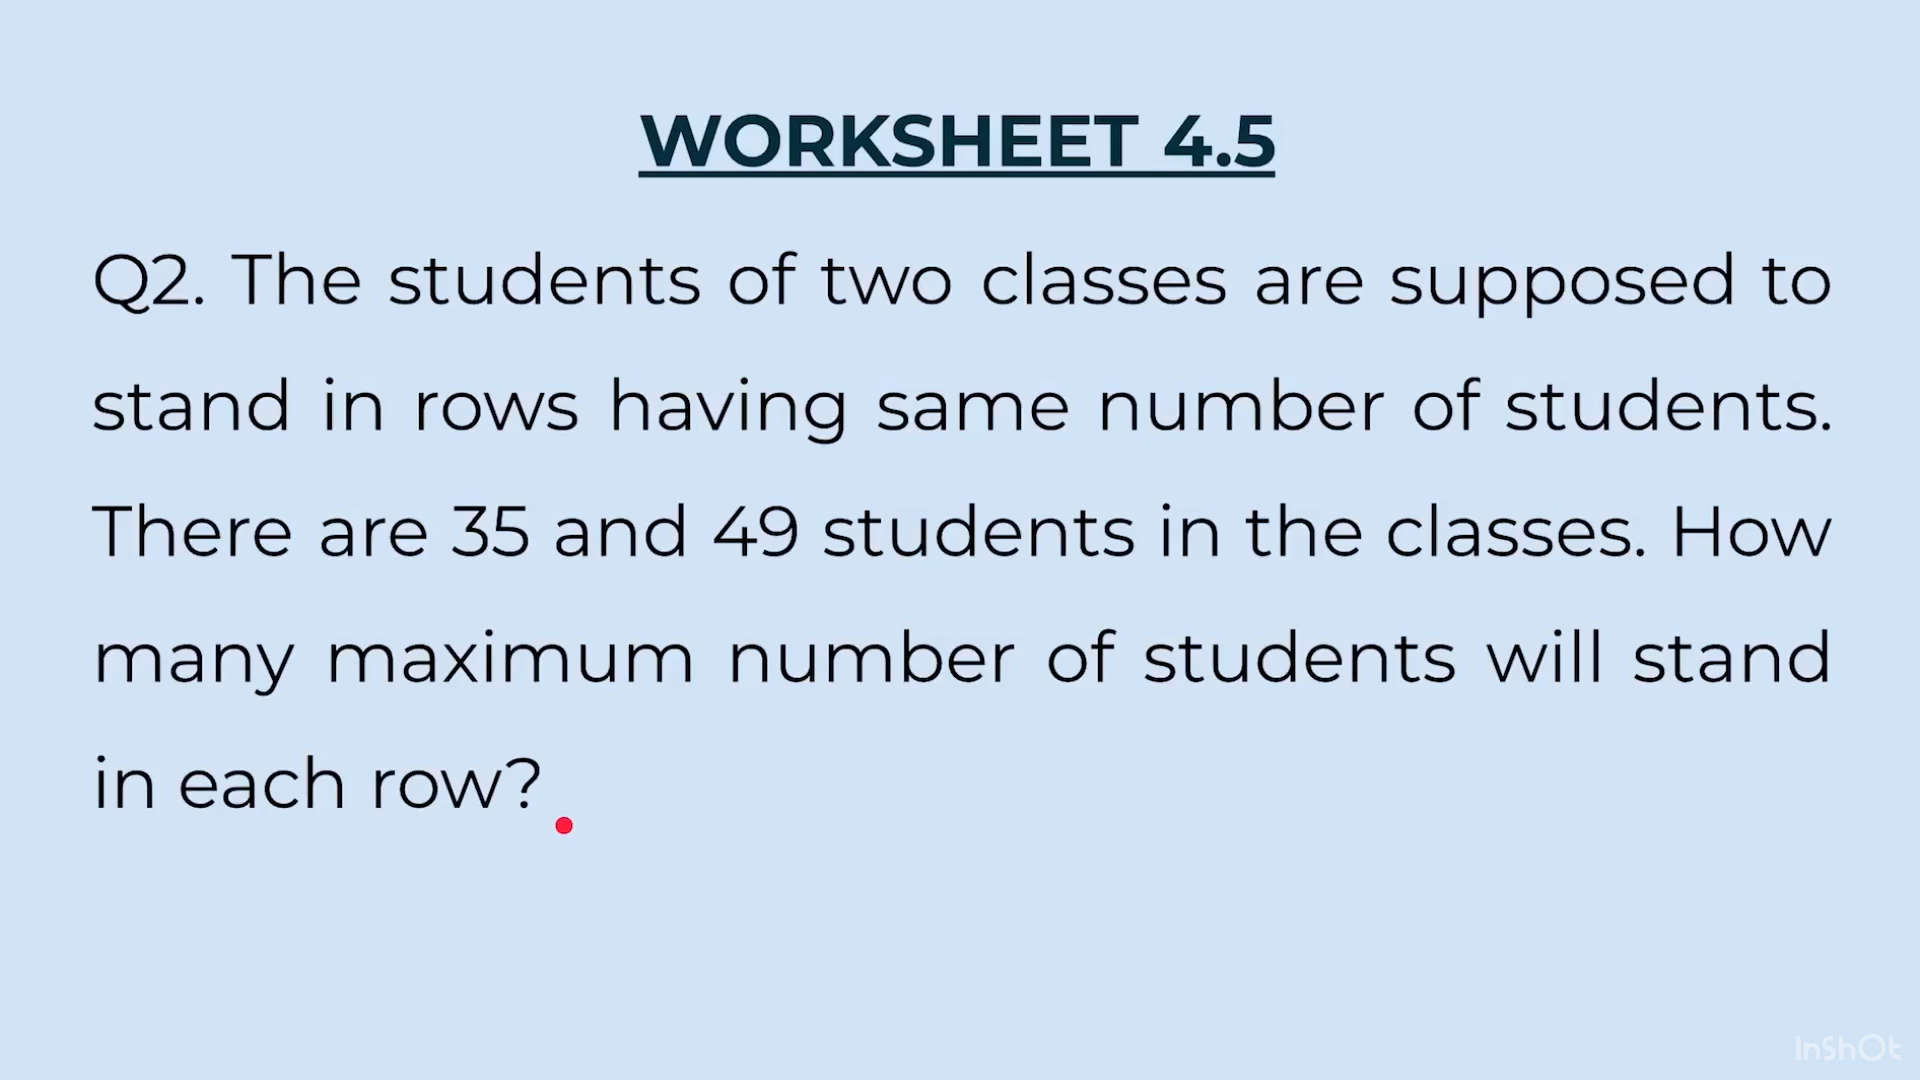 WORKSHEET 4.5
Q2. The students of two classes are supposed to
stand in rows having same number of students.
There are 35 and 49 students in the classes. How
many maximum number of students will stand
in each row?
InShOt